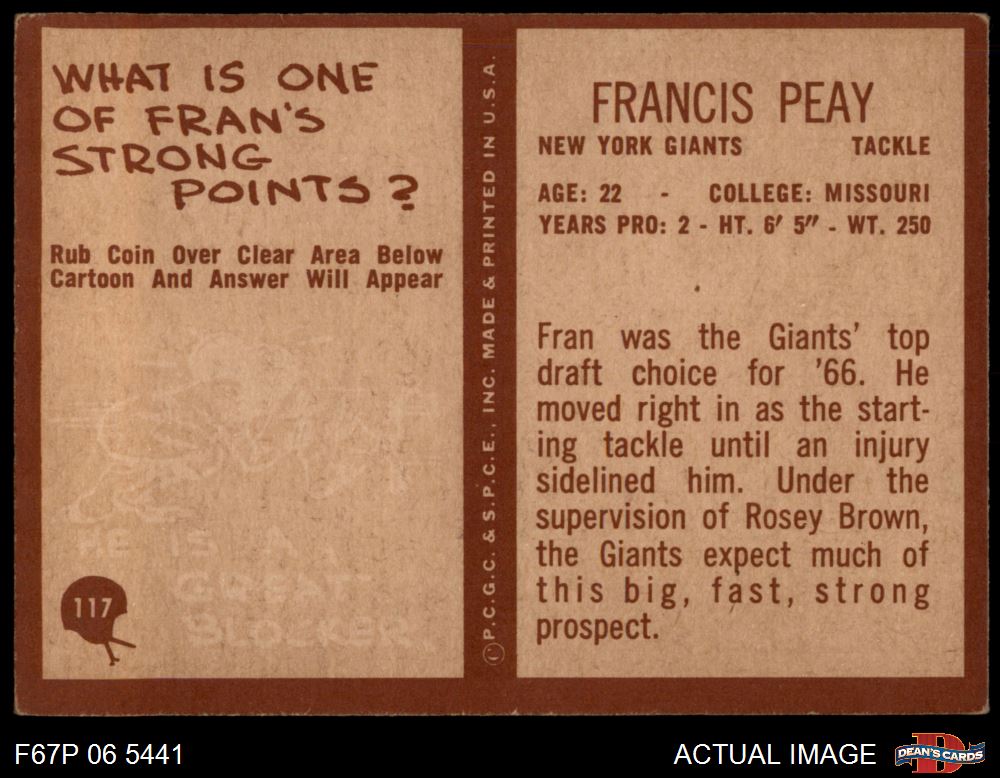 WHAT IS ONE
OF FRAN'S
STRONG
POINTS?
Rub Coin Over Clear Area Below
Cartoon And Answer Will Appear
HE IS A
GREAT
BLOCKER.
117
© P.C.G.C. & S.P.C.E., INC. MADE & PRINTED IN U.S.A.
FRANCIS PEAY
NEW YORK GIANTS TACKLE
AGE: 22 - COLLEGE: MISSOURI
YEARS PRO: 2 - HT. 6′ 5″ - WT. 250
Fran was the Giants' top
draft choice for '66. He
moved right in as the start-
ing tackle until an injury
sidelined him. Under the
supervision of Rosey Brown,
the Giants expect much of
this big, fast, strong
prospect.
F67P 06 5441
ACTUAL IMAGE
DEAN'S CARDS